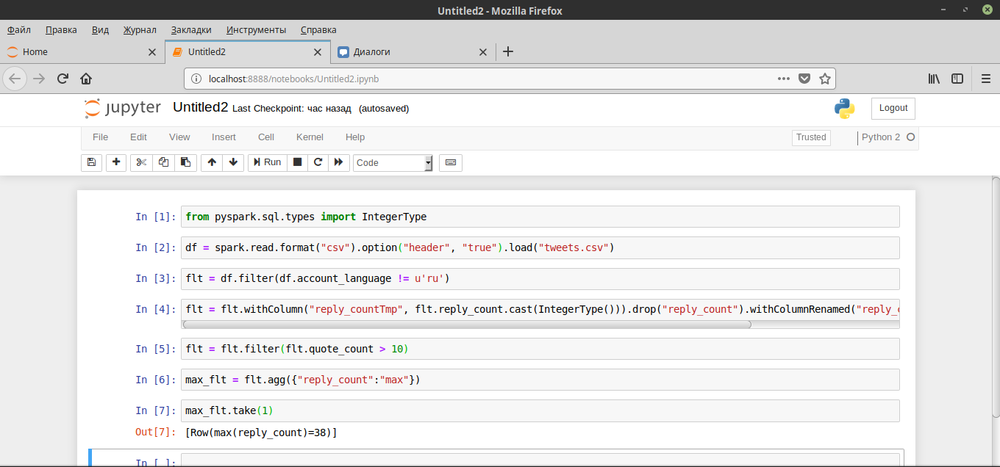 Untitled2 - Mozilla Firefox
Файл Правка Вид Журнал Закладки Инструменты Справка
Home Untitled2 Диалоги
localhost:8888/notebooks/Untitled2.ipynb
jupyter Untitled2 Last Checkpoint: час назад (autosaved) Logout
File Edit View Insert Cell Kernel Help Trusted Python 2
Run Code
In [1]: from pyspark.sql.types import IntegerType
In [2]: df = spark.read.format("csv").option("header", "true").load("tweets.csv")
In [3]: flt = df.filter(df.account_language != u'ru')
In [4]: flt = flt.withColumn("reply_countTmp", flt.reply_count.cast(IntegerType())).drop("reply_count").withColumnRenamed("reply_c
In [5]: flt = flt.filter(flt.quote_count > 10)
In [6]: max_flt = flt.agg({"reply_count":"max"})
In [7]: max_flt.take(1)
Out[7]: [Row(max(reply_count)=38)]
In [ ]: